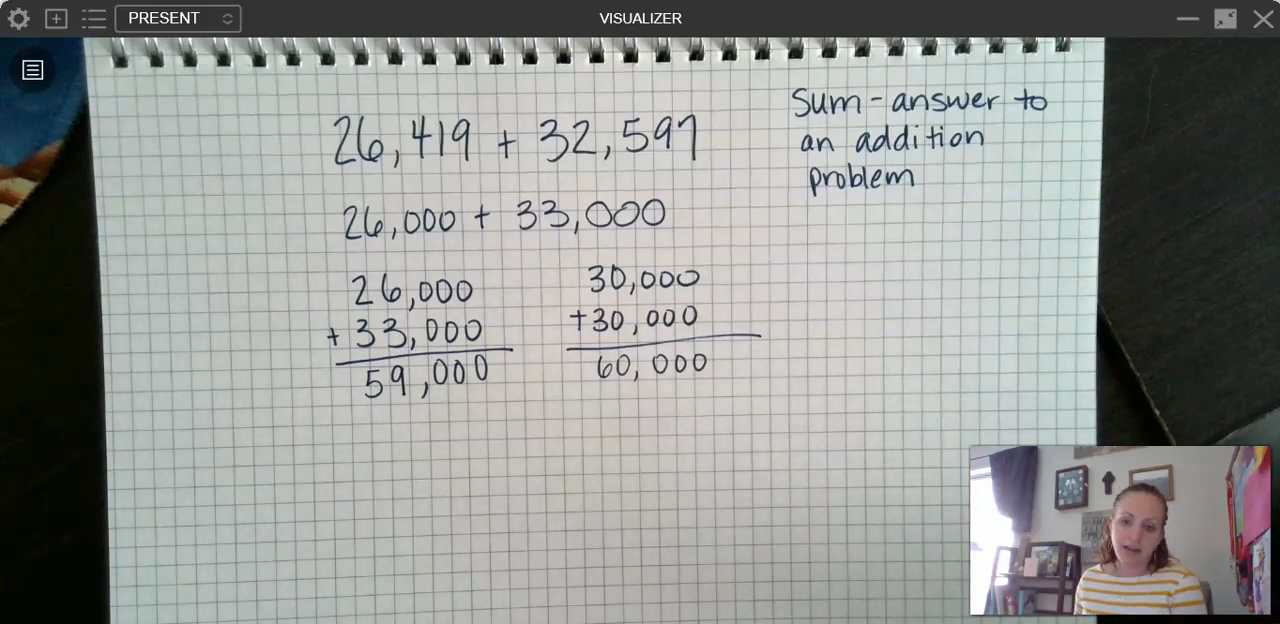 PRESENT
VISUALIZER
26,419 + 32,597
26,000 + 33,000
26,000
+ 33,000
59,000
30,000
+30,000
60,000
Sum - answer to
an addition
problem